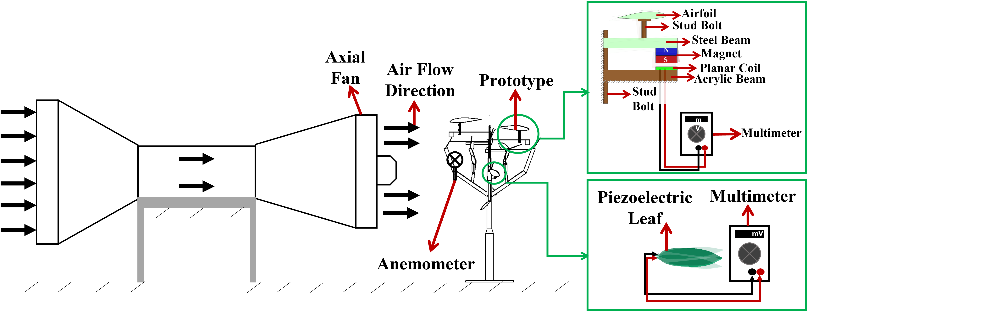 Axial
Fan
Air Flow
Direction
Prototype
Anemometer
Airfoil
Stud Bolt
Steel Beam
N
Magnet
S
Planar Coil
Acrylic Beam
Stud
Bolt
m
V
Multimeter
Piezoelectric
Leaf
Multimeter
mV